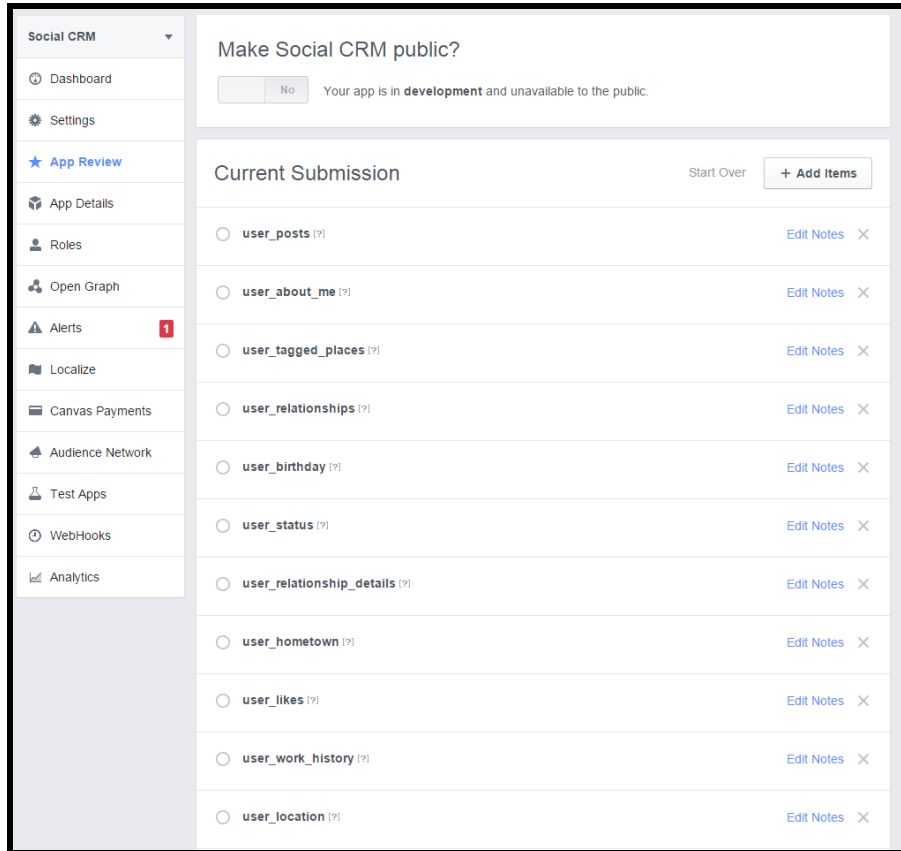 Social CRM
Dashboard
Settings
App Review
App Details
Roles
Open Graph
Alerts 1
Localize
Canvas Payments
Audience Network
Test Apps
WebHooks
Analytics
Make Social CRM public?
No Your app is in development and unavailable to the public.
Current Submission Start Over + Add Items
user_posts [?] Edit Notes
user_about_me [?] Edit Notes
user_tagged_places [?] Edit Notes
user_relationships [?] Edit Notes
user_birthday [?] Edit Notes
user_status [?] Edit Notes
user_relationship_details [?] Edit Notes
user_hometown [?] Edit Notes
user_likes [?] Edit Notes
user_work_history [?] Edit Notes
user_location [?] Edit Notes